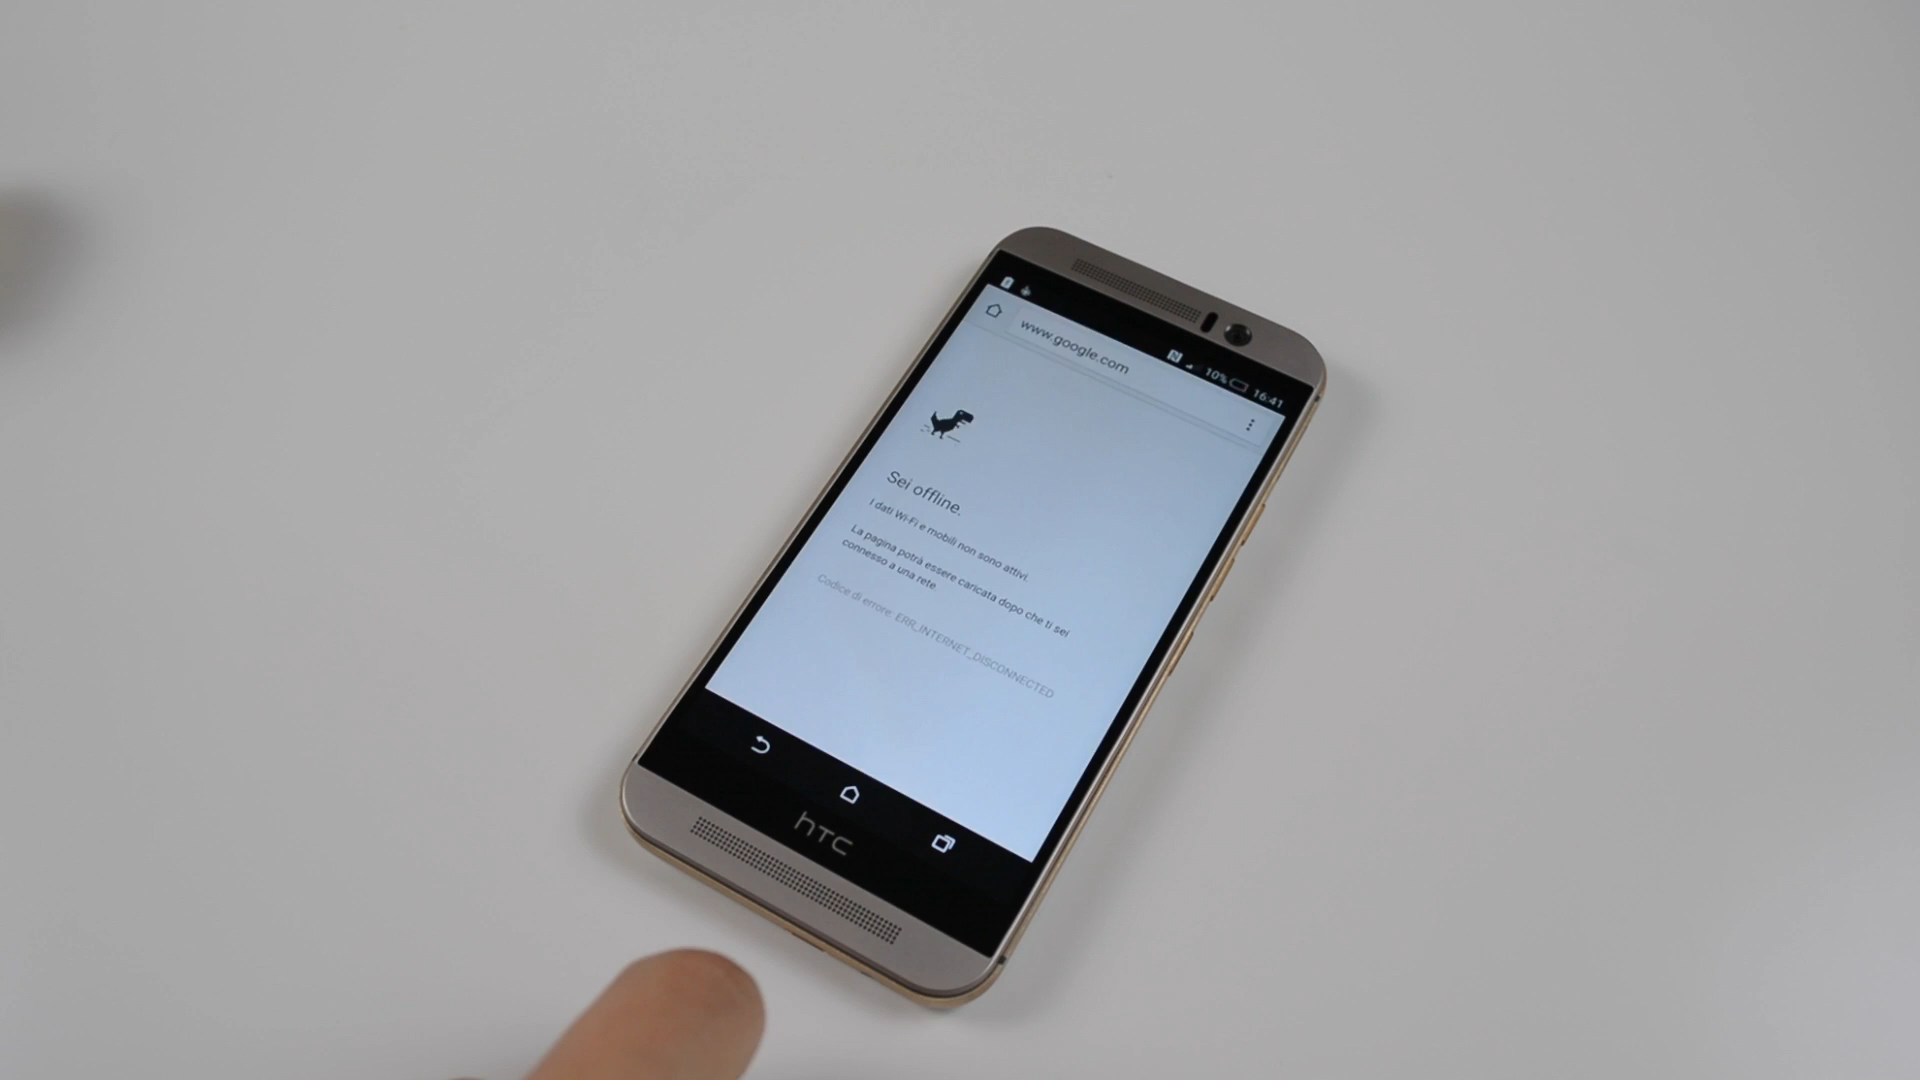 10% 16:41
www.google.com
Sei offline.
I dati Wi-Fi e mobili non sono attivi.
La pagina potrà essere caricata dopo che ti sei
connesso a una rete.
Codice di errore: ERR_INTERNET_DISCONNECTED
hTC